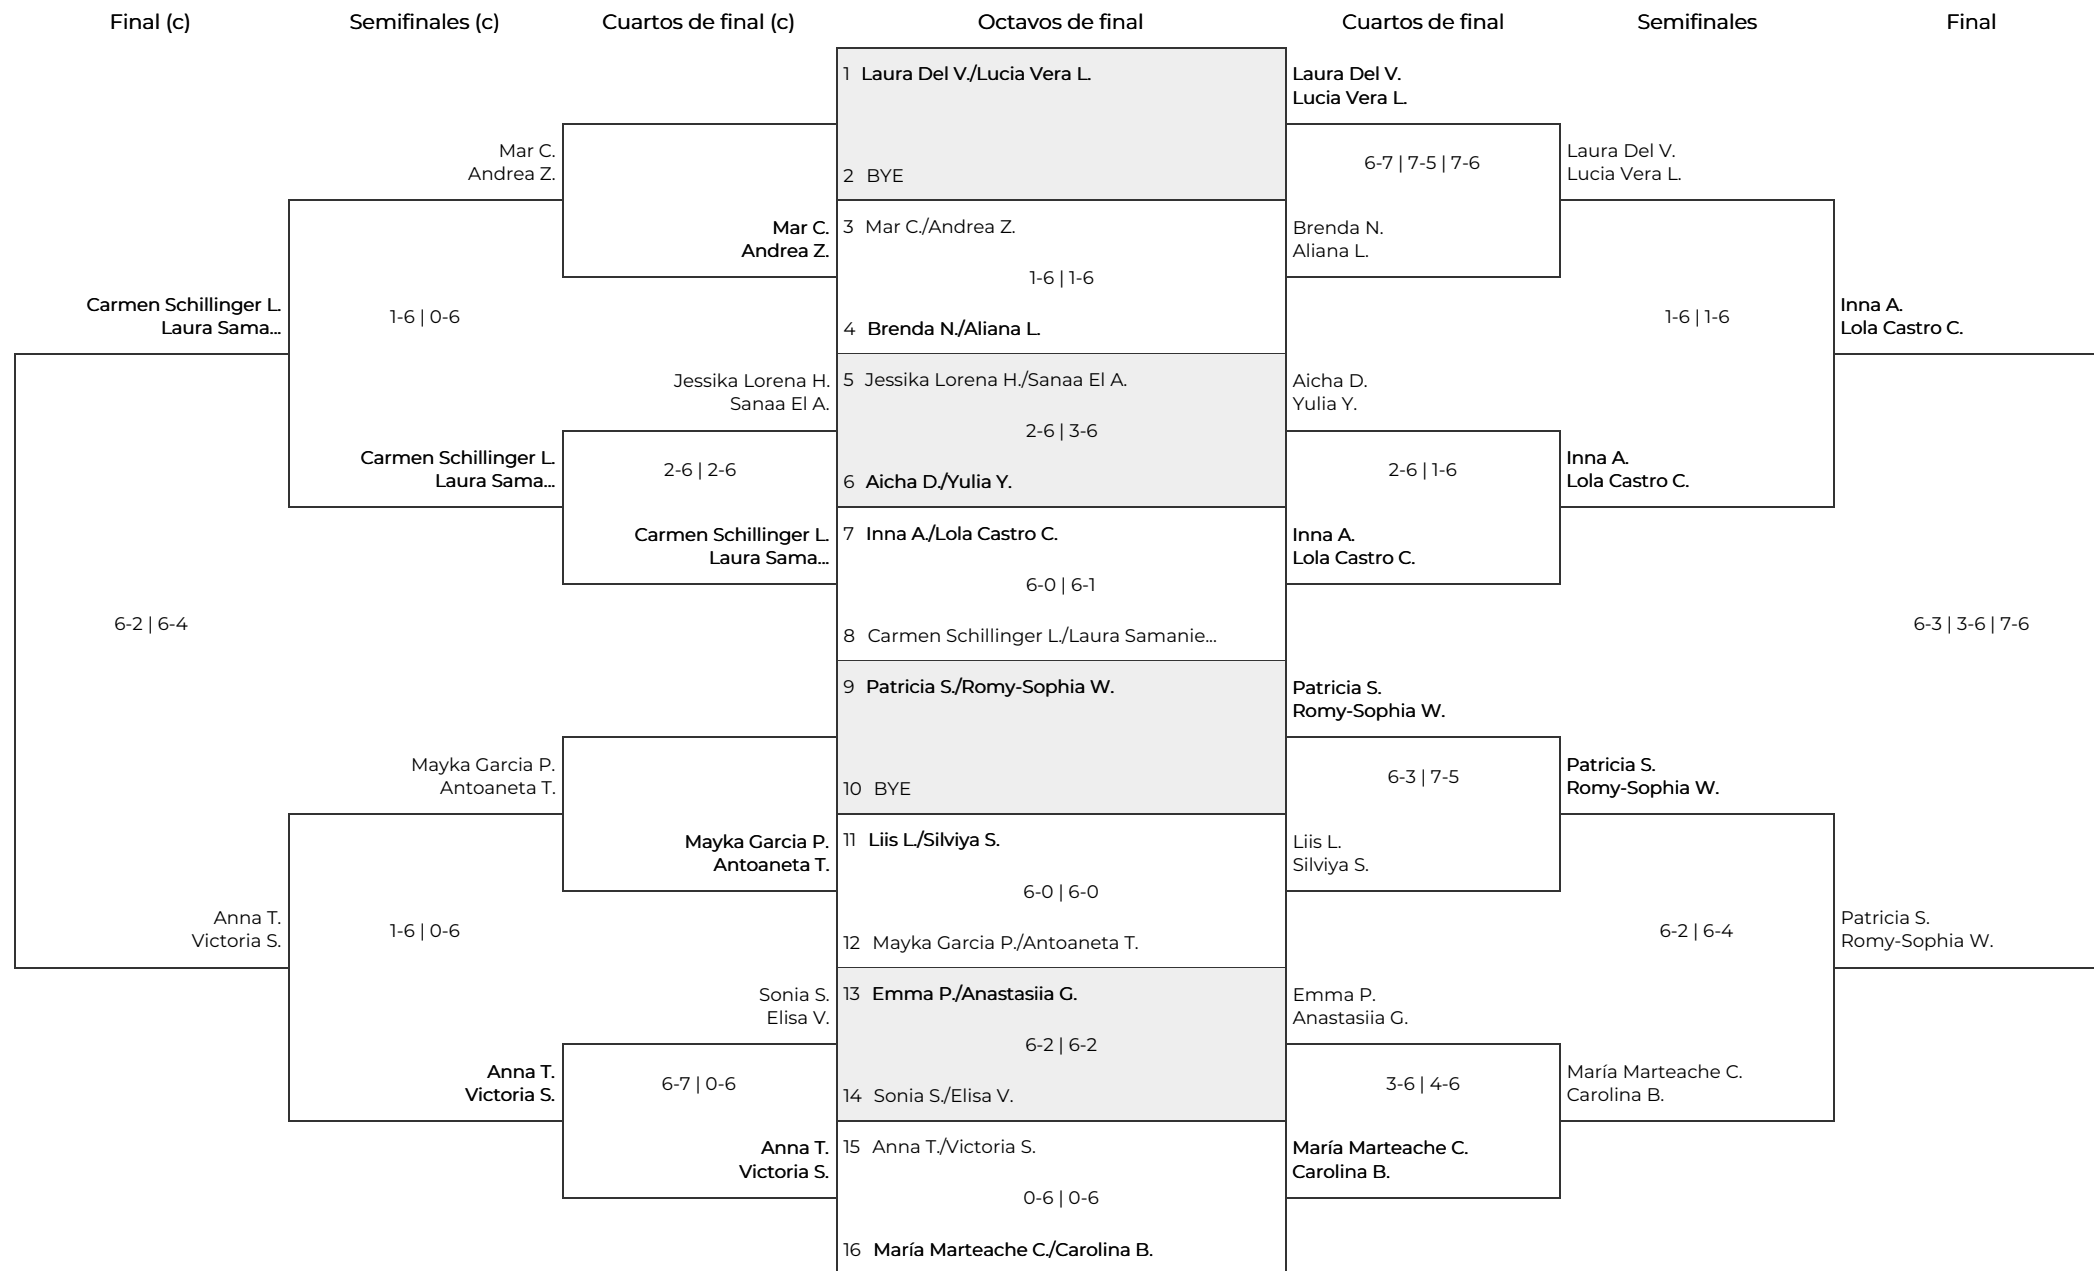 Final (c)
Semifinales (c)
Cuartos de final (c)
Octavos de final
Cuartos de final
Semifinales
Final
Carmen Schillinger L.
Laura Sama...
6-2 | 6-4
Anna T.
Victoria S.
Mar C.
Andrea Z.
1-6 | 0-6
Carmen Schillinger L.
Laura Sama...
Mayka Garcia P.
Antoaneta T.
1-6 | 0-6
Anna T.
Victoria S.
Mar C.
Andrea Z.
Jessika Lorena H.
Sanaa El A.
2-6 | 2-6
Carmen Schillinger L.
Laura Sama...
Mayka Garcia P.
Antoaneta T.
Sonia S.
Elisa V.
6-7 | 0-6
Anna T.
Victoria S.
1 Laura Del V./Lucia Vera L.
2 BYE
3 Mar C./Andrea Z.
1-6 | 1-6
4 Brenda N./Aliana L.
5 Jessika Lorena H./Sanaa El A.
2-6 | 3-6
6 Aicha D./Yulia Y.
7 Inna A./Lola Castro C.
6-0 | 6-1
8 Carmen Schillinger L./Laura Samanie...
9 Patricia S./Romy-Sophia W.
10 BYE
11 Liis L./Silviya S.
6-0 | 6-0
12 Mayka Garcia P./Antoaneta T.
13 Emma P./Anastasiia G.
6-2 | 6-2
14 Sonia S./Elisa V.
15 Anna T./Victoria S.
0-6 | 0-6
16 María Marteache C./Carolina B.
Laura Del V.
Lucia Vera L.
6-7 | 7-5 | 7-6
Brenda N.
Aliana L.
Aicha D.
Yulia Y.
2-6 | 1-6
Inna A.
Lola Castro C.
Patricia S.
Romy-Sophia W.
6-3 | 7-5
Liis L.
Silviya S.
Emma P.
Anastasiia G.
3-6 | 4-6
María Marteache C.
Carolina B.
Laura Del V.
Lucia Vera L.
1-6 | 1-6
Inna A.
Lola Castro C.
Patricia S.
Romy-Sophia W.
6-2 | 6-4
María Marteache C.
Carolina B.
Inna A.
Lola Castro C.
6-3 | 3-6 | 7-6
Patricia S.
Romy-Sophia W.